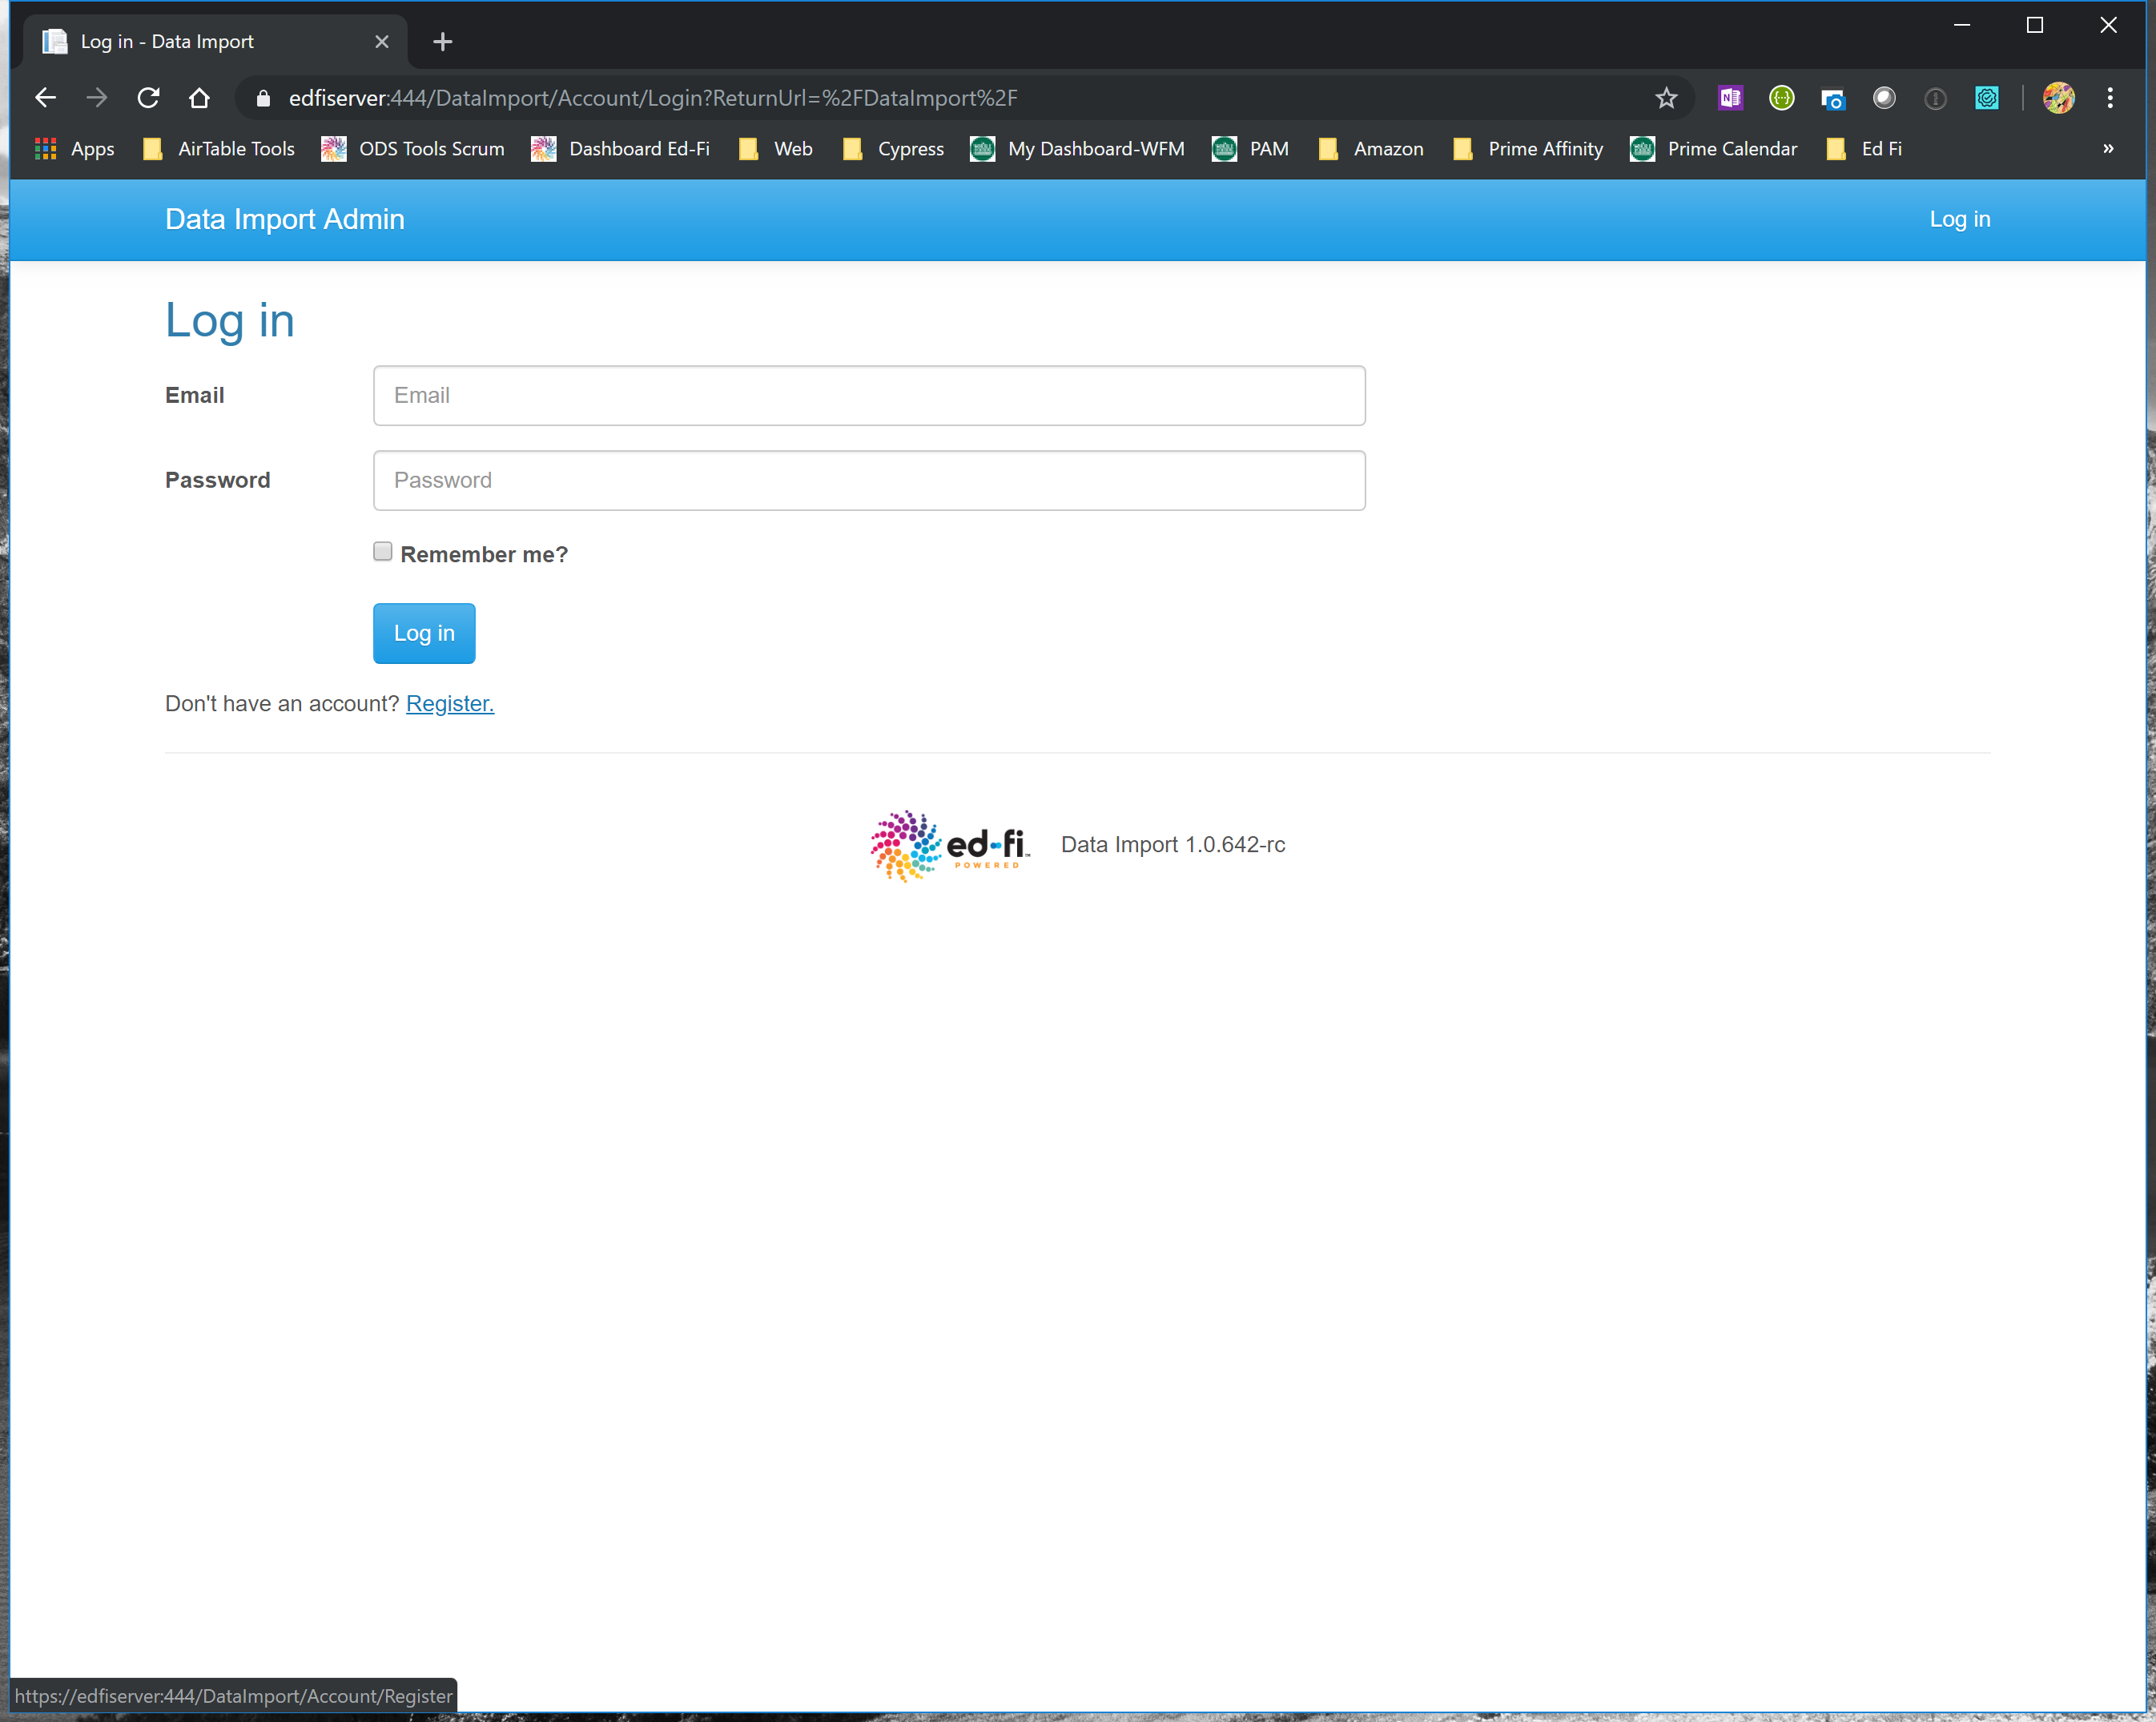 Log in - Data Import
edfiserver:444/DataImport/Account/Login?ReturnUrl=%2FDataImport%2F
Apps AirTable Tools ODS Tools Scrum Dashboard Ed-Fi Web Cypress My Dashboard-WFM PAM Amazon Prime Affinity Prime Calendar Ed Fi »
Data Import Admin Log in
Log in
Email Email
Password Password
Remember me?
Log in
Don't have an account? Register.
ed-fi™ Data Import 1.0.642-rc
POWERED
https://edfiserver:444/DataImport/Account/Register